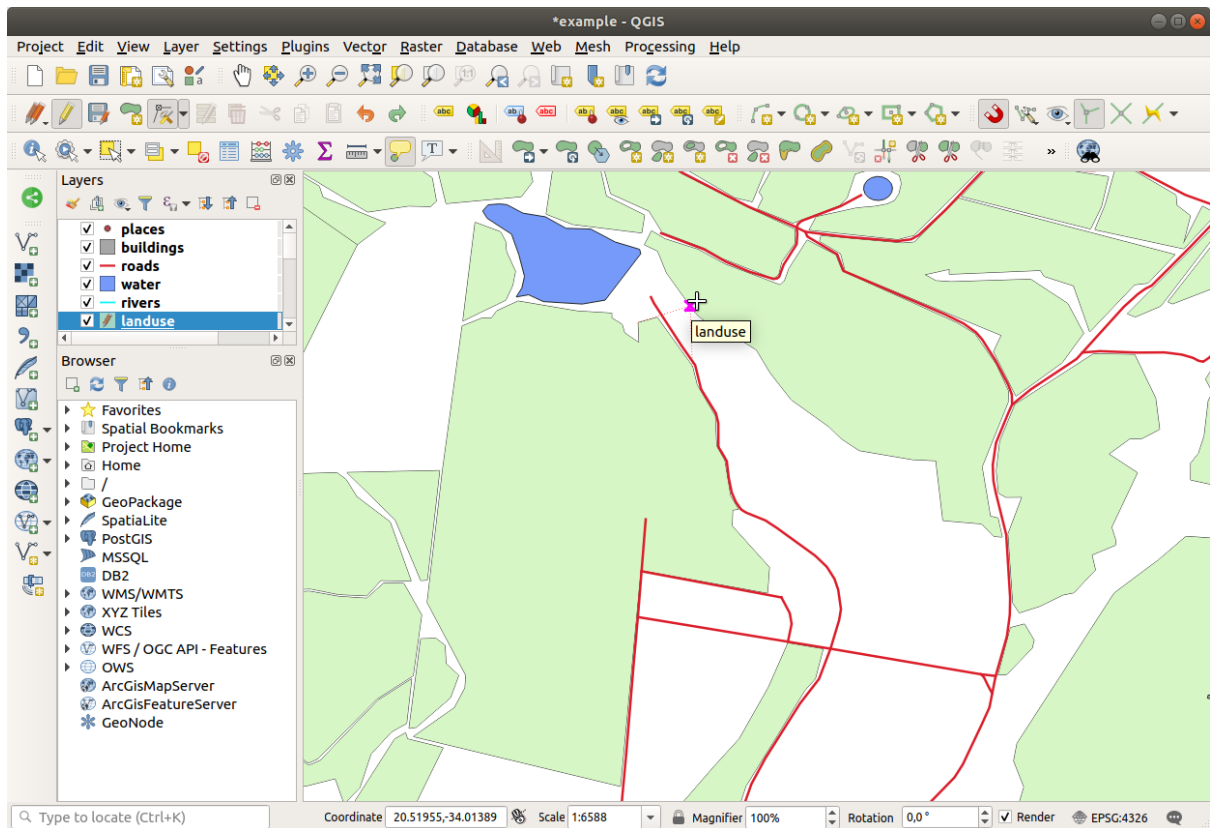 *example - QGIS
Project Edit View Layer Settings Plugins Vector Raster Database Web Mesh Processing Help
Layers
places
buildings
roads
water
rivers
landuse
Browser
Favorites
Spatial Bookmarks
Project Home
Home
/
GeoPackage
SpatiaLite
PostGIS
MSSQL
DB2
WMS/WMTS
XYZ Tiles
WCS
WFS / OGC API - Features
OWS
ArcGisMapServer
ArcGisFeatureServer
GeoNode
landuse
Type to locate (Ctrl+K) Coordinate 20.51955,-34.01389 Scale 1:6588 Magnifier 100% Rotation 0,0 ° Render EPSG:4326